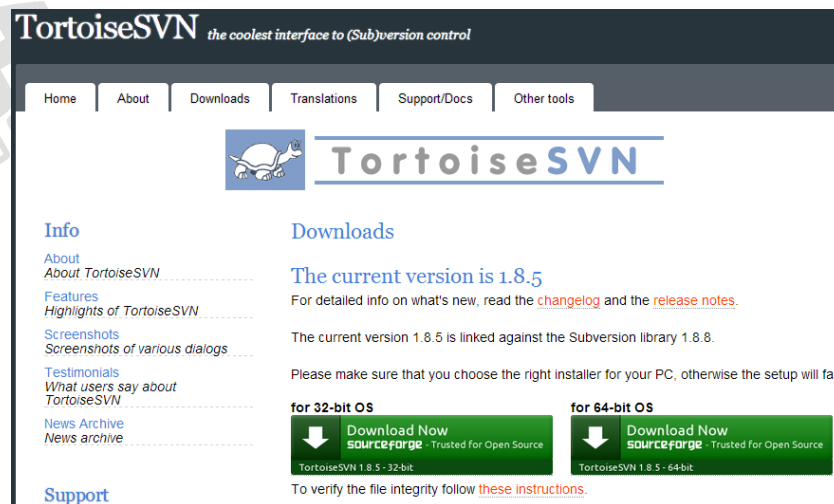 TortoiseSVN the coolest interface to (Sub)version control
Home About Downloads Translations Support/Docs Other tools
TortoiseSVN
Info
About
About TortoiseSVN
Features
Highlights of TortoiseSVN
Screenshots
Screenshots of various dialogs
Testimonials
What users say about
TortoiseSVN
News Archive
News archive
Support
Downloads
The current version is 1.8.5
For detailed info on what's new, read the changelog and the release notes.
The current version 1.8.5 is linked against the Subversion library 1.8.8.
Please make sure that you choose the right installer for your PC, otherwise the setup will fa
for 32-bit OS
Download Now
sourceforge - Trusted for Open Source
TortoiseSVN 1.8.5 - 32-bit
for 64-bit OS
Download Now
sourceforge - Trusted for Open Source
TortoiseSVN 1.8.5 - 64-bit
To verify the file integrity follow these instructions.